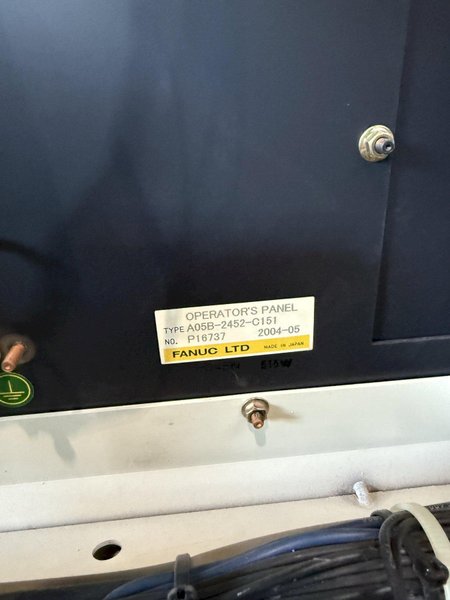 OPERATOR'S PANEL
TYPE A05B-2452-C151
NO. P16737 2004-05
FANUC LTD MADE IN JAPAN